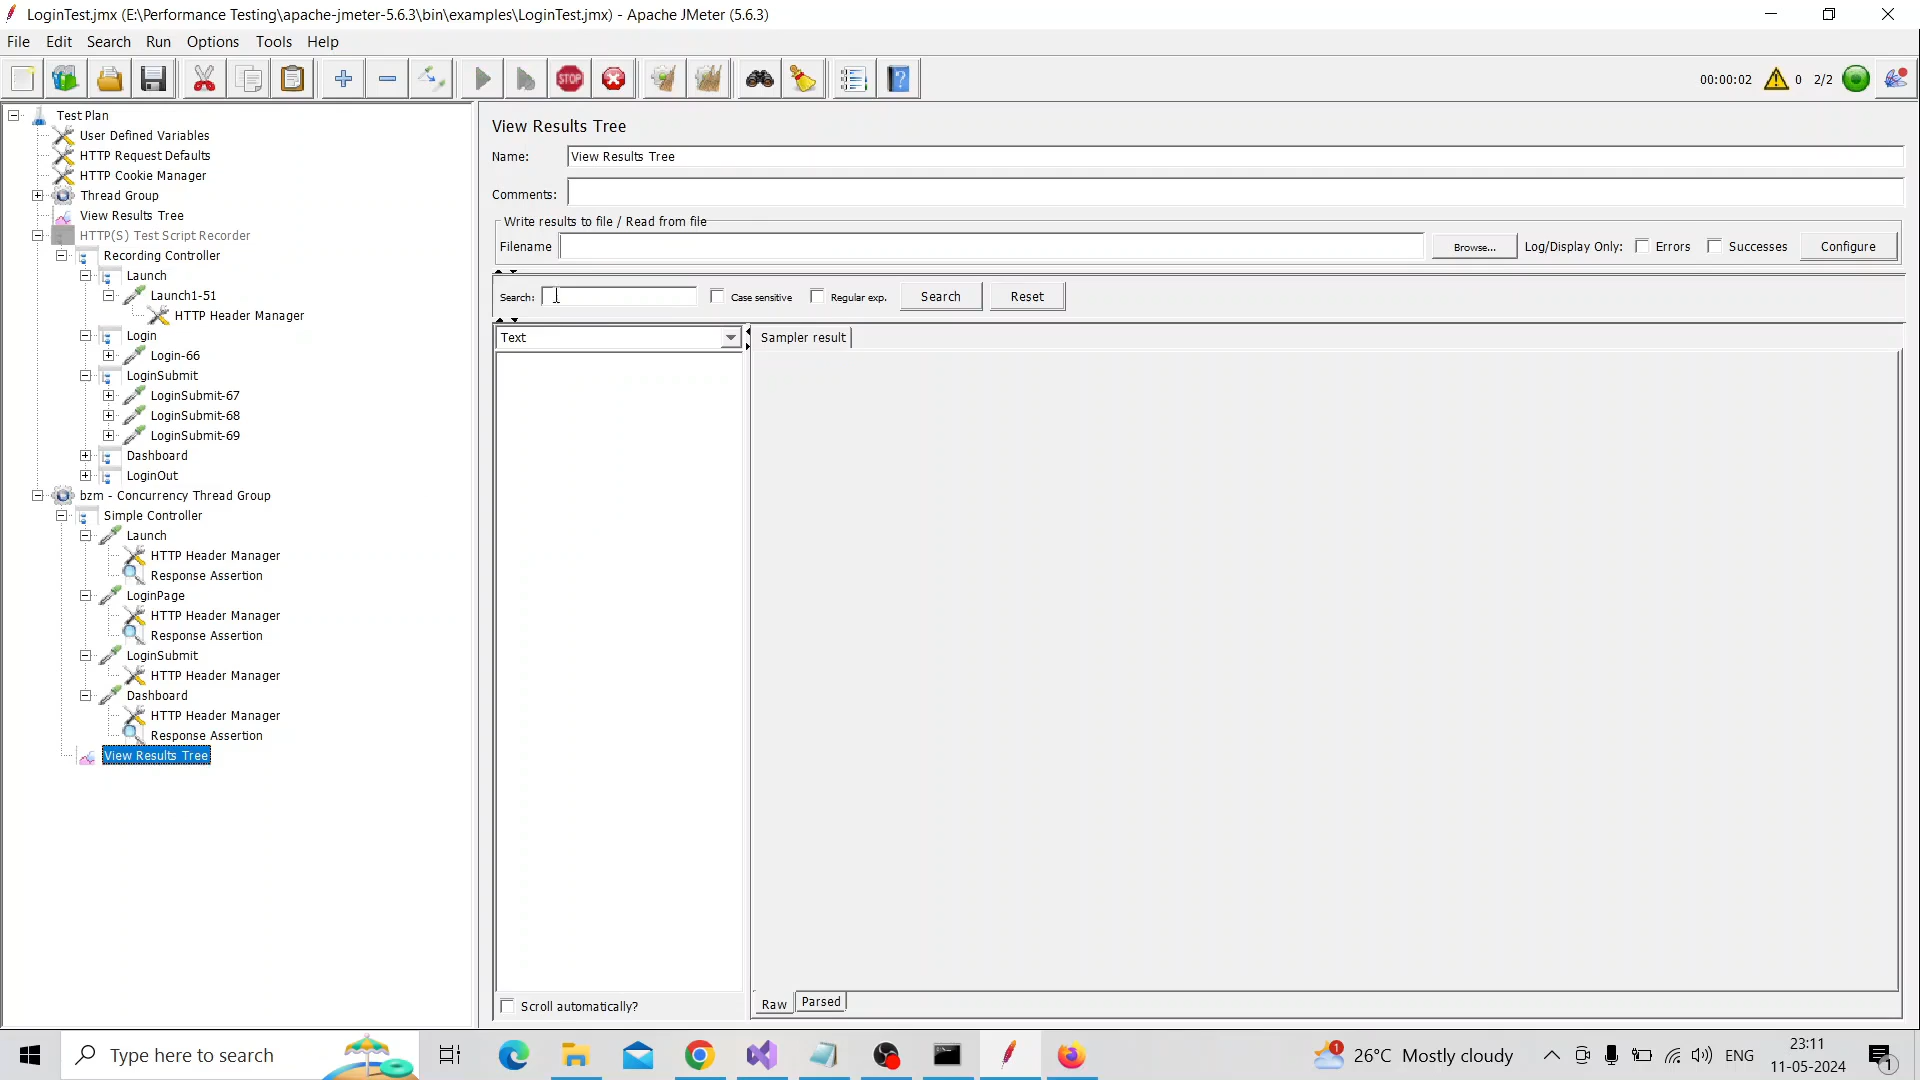 LoginTest.jmx (E:\Performance Testing\apache-jmeter-5.6.3\bin\examples\LoginTest.jmx) - Apache JMeter (5.6.3)
File Edit Search Run Options Tools Help
STOP
00:00:02 0 2/2
Test Plan
User Defined Variables
HTTP Request Defaults
HTTP Cookie Manager
Thread Group
View Results Tree
HTTP(S) Test Script Recorder
Recording Controller
Launch
Launch1-51
HTTP Header Manager
Login
Login-66
LoginSubmit
LoginSubmit-67
LoginSubmit-68
LoginSubmit-69
Dashboard
LoginOut
bzm - Concurrency Thread Group
Simple Controller
Launch
HTTP Header Manager
Response Assertion
LoginPage
HTTP Header Manager
Response Assertion
LoginSubmit
HTTP Header Manager
Dashboard
HTTP Header Manager
Response Assertion
View Results Tree
View Results Tree
Name: View Results Tree
Comments:
Write results to file / Read from file
Filename Browse... Log/Display Only: Errors Successes Configure
Search: Case sensitive Regular exp. Search Reset
Text
Sampler result
Scroll automatically?
Raw Parsed
Type here to search
1 26°C Mostly cloudy ENG
23:11
11-05-2024
1